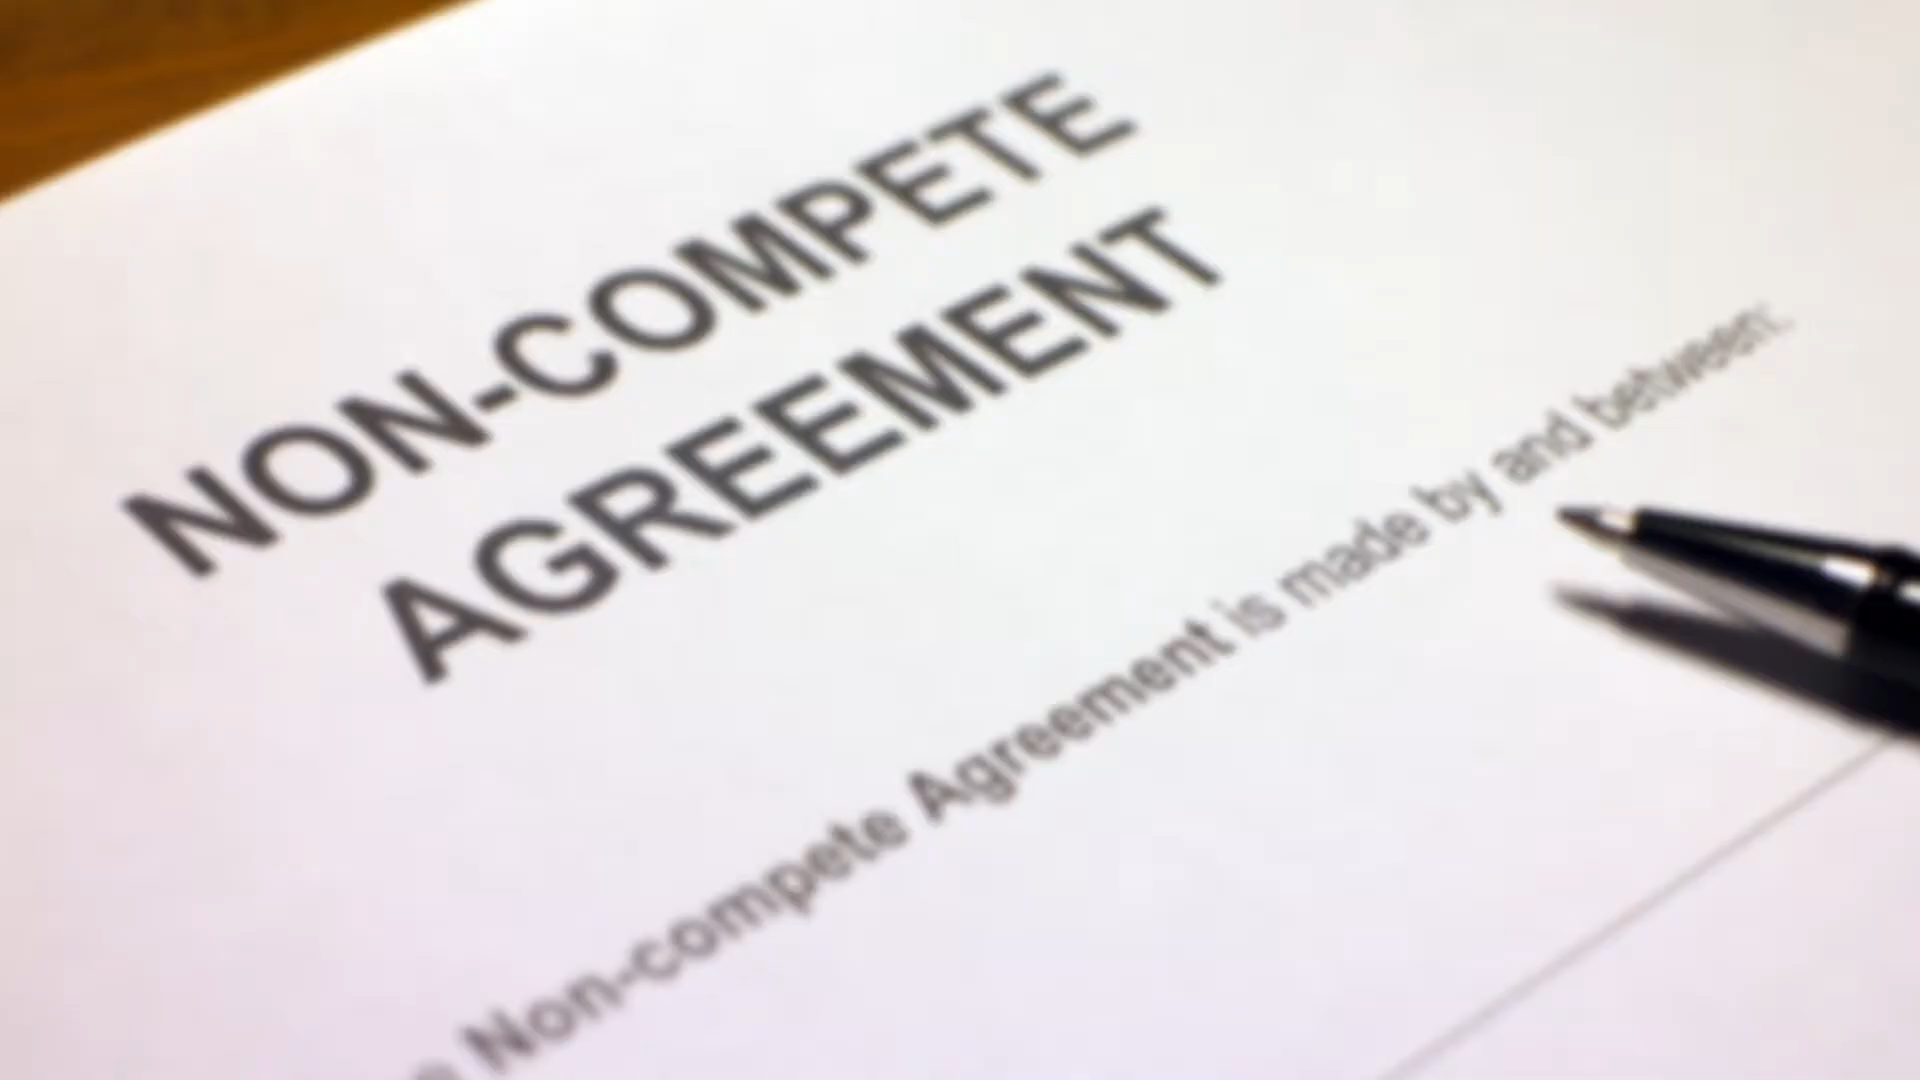 NON-COMPETE
AGREEMENT
Non-compete Agreement is made by and between: